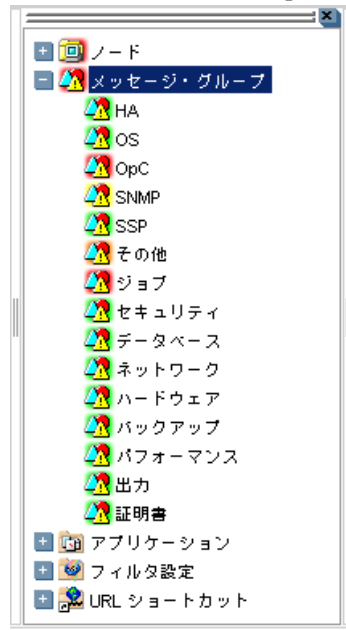 ノード
メッセージ・グループ
HA
OS
OpC
SNMP
SSP
その他
ジョブ
セキュリティ
データベース
ネットワーク
ハードウェア
バックアップ
パフォーマンス
出力
証明書
アプリケーション
フィルタ設定
URL ショートカット